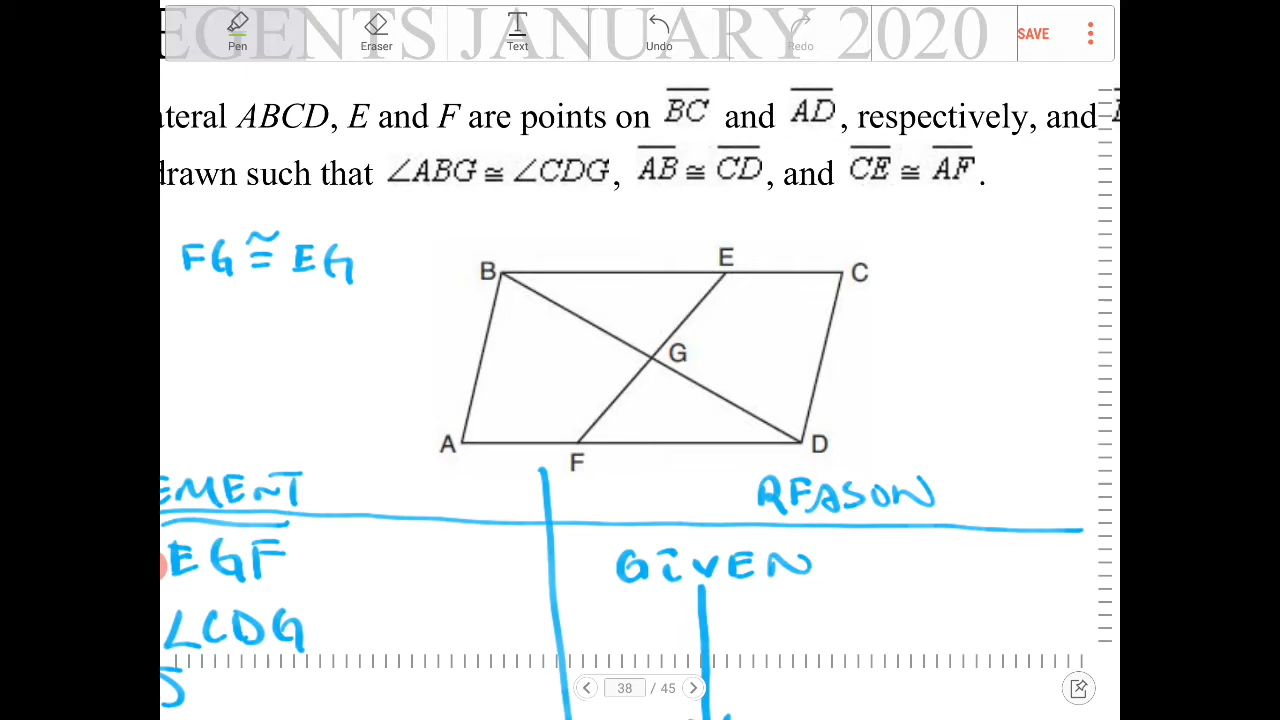 EGENTS JANUARY 2020
Pen Eraser Text Undo Redo SAVE
ateral ABCD, E and F are points on BC and AD, respectively, and
drawn such that ∠ABG ≅ ∠CDG, AB ≅ CD, and CE ≅ AF.
FG ≅ EG
B E C
G
A F D
EMENT REASON
EGF GIVEN
∠CDG
38 / 45